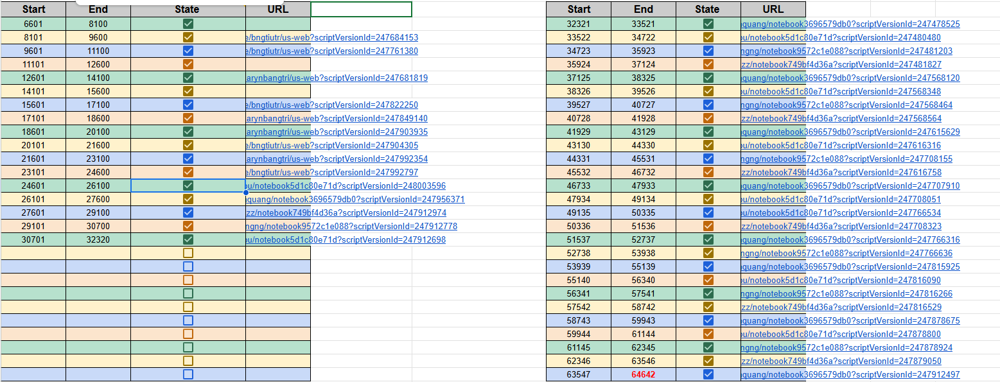 Start End State URL
6601 8100
8101 9600 e/bngtiutr/us-web?scriptVersionId=247684153
9601 11100 e/bngtiutr/us-web?scriptVersionId=247761380
11101 12600
12601 14100 arynbangtri/us-web?scriptVersionId=247681819
14101 15600
15601 17100 e/bngtiutr/us-web?scriptVersionId=247822250
17101 18600 arynbangtri/us-web?scriptVersionId=247849140
18601 20100 arynbangtri/us-web?scriptVersionId=247903935
20101 21600 e/bngtiutr/us-web?scriptVersionId=247904305
21601 23100 arynbangtri/us-web?scriptVersionId=247992354
23101 24600 e/bngtiutr/us-web?scriptVersionId=247992797
24601 26100 ou/notebook5d1c80e71d?scriptVersionId=248003596
26101 27600 iquang/notebook3696579db0?scriptVersionId=247956371
27601 29100 zz/notebook749bf4d36a?scriptVersionId=247912974
29101 30700 ngng/notebook9572c1e088?scriptVersionId=247912778
30701 32320 ou/notebook5d1c80e71d?scriptVersionId=247912698
Start End State URL
32321 33521 iquang/notebook3696579db0?scriptVersionId=247478525
33522 34722 ou/notebook5d1c80e71d?scriptVersionId=247480480
34723 35923 ngng/notebook9572c1e088?scriptVersionId=247481203
35924 37124 zz/notebook749bf4d36a?scriptVersionId=247481827
37125 38325 iquang/notebook3696579db0?scriptVersionId=247568120
38326 39526 ou/notebook5d1c80e71d?scriptVersionId=247568348
39527 40727 ngng/notebook9572c1e088?scriptVersionId=247568464
40728 41928 zz/notebook749bf4d36a?scriptVersionId=247568564
41929 43129 iquang/notebook3696579db0?scriptVersionId=247615629
43130 44330 ou/notebook5d1c80e71d?scriptVersionId=247616316
44331 45531 ngng/notebook9572c1e088?scriptVersionId=247708155
45532 46732 zz/notebook749bf4d36a?scriptVersionId=247616758
46733 47933 iquang/notebook3696579db0?scriptVersionId=247707910
47934 49134 ou/notebook5d1c80e71d?scriptVersionId=247708051
49135 50335 ou/notebook5d1c80e71d?scriptVersionId=247766534
50336 51536 zz/notebook749bf4d36a?scriptVersionId=247708323
51537 52737 iquang/notebook3696579db0?scriptVersionId=247766316
52738 53938 ngng/notebook9572c1e088?scriptVersionId=247766636
53939 55139 iquang/notebook3696579db0?scriptVersionId=247815925
55140 56340 ou/notebook5d1c80e71d?scriptVersionId=247816090
56341 57541 ngng/notebook9572c1e088?scriptVersionId=247816266
57542 58742 zz/notebook749bf4d36a?scriptVersionId=247816529
58743 59943 iquang/notebook3696579db0?scriptVersionId=247878675
59944 61144 ou/notebook5d1c80e71d?scriptVersionId=247878800
61145 62345 ngng/notebook9572c1e088?scriptVersionId=247878924
62346 63546 zz/notebook749bf4d36a?scriptVersionId=247879050
63547 64642 iquang/notebook3696579db0?scriptVersionId=247912497